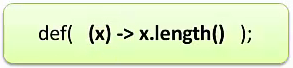 def( (x) -> x.length() );